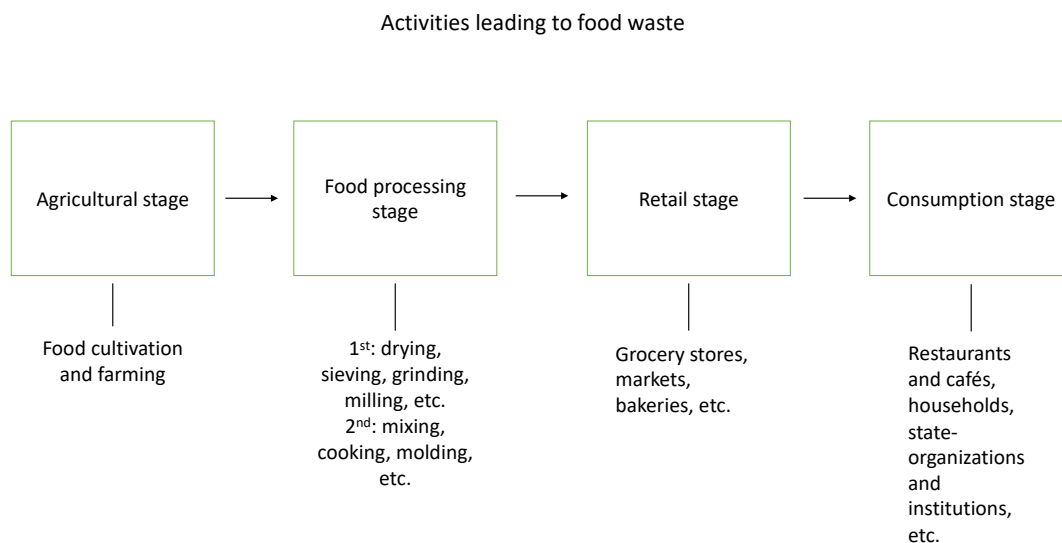 Activities leading to food waste
Agricultural stage
Food processing
stage
Retail stage
Consumption stage
Food cultivation
and farming
1st: drying,
sieving, grinding,
milling, etc.
2nd: mixing,
cooking, molding,
etc.
Grocery stores,
markets,
bakeries, etc.
Restaurants
and cafés,
households,
state-
organizations
and
institutions,
etc.